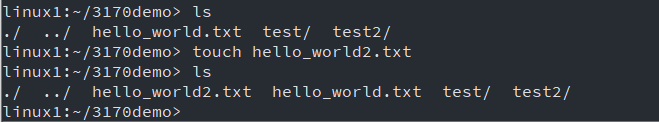 linux1:~/3170demo> ls
./  ../  hello_world.txt  test/  test2/
linux1:~/3170demo> touch hello_world2.txt
linux1:~/3170demo> ls
./  ../  hello_world2.txt  hello_world.txt  test/  test2/
linux1:~/3170demo>